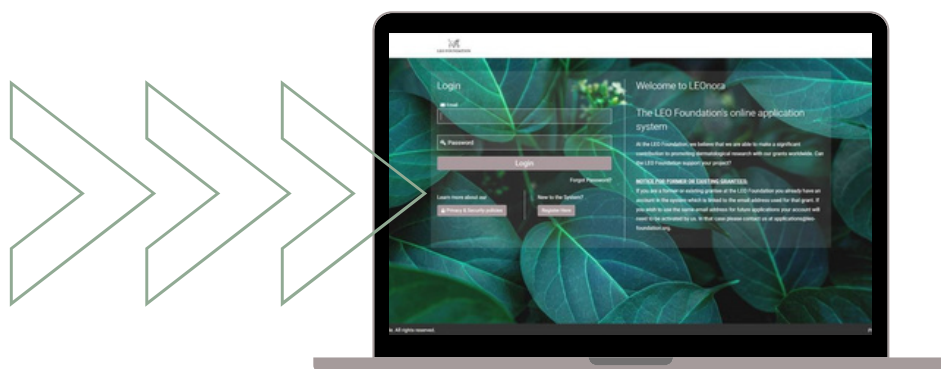 LEO FOUNDATION
Login
Email
Password
Login
Forgot Password?
Learn more about our
Privacy & Security policies
New to the System?
Register Here
Welcome to LEOnora
The LEO Foundation's online application
system
At the LEO Foundation, we believe that we are able to make a significant
contribution to promoting dermatological research with our grants worldwide. Can
the LEO Foundation support your project?
NOTICE FOR FORMER OR EXISTING GRANTEES:
If you are a former or existing grantee at the LEO Foundation you already have an
account in the system which is linked to the email address used for that grant. If
you wish to use the same email address for future applications your account will
need to be activated by us. In that case please contact us at applications@leo-
foundation.org.
All rights reserved.